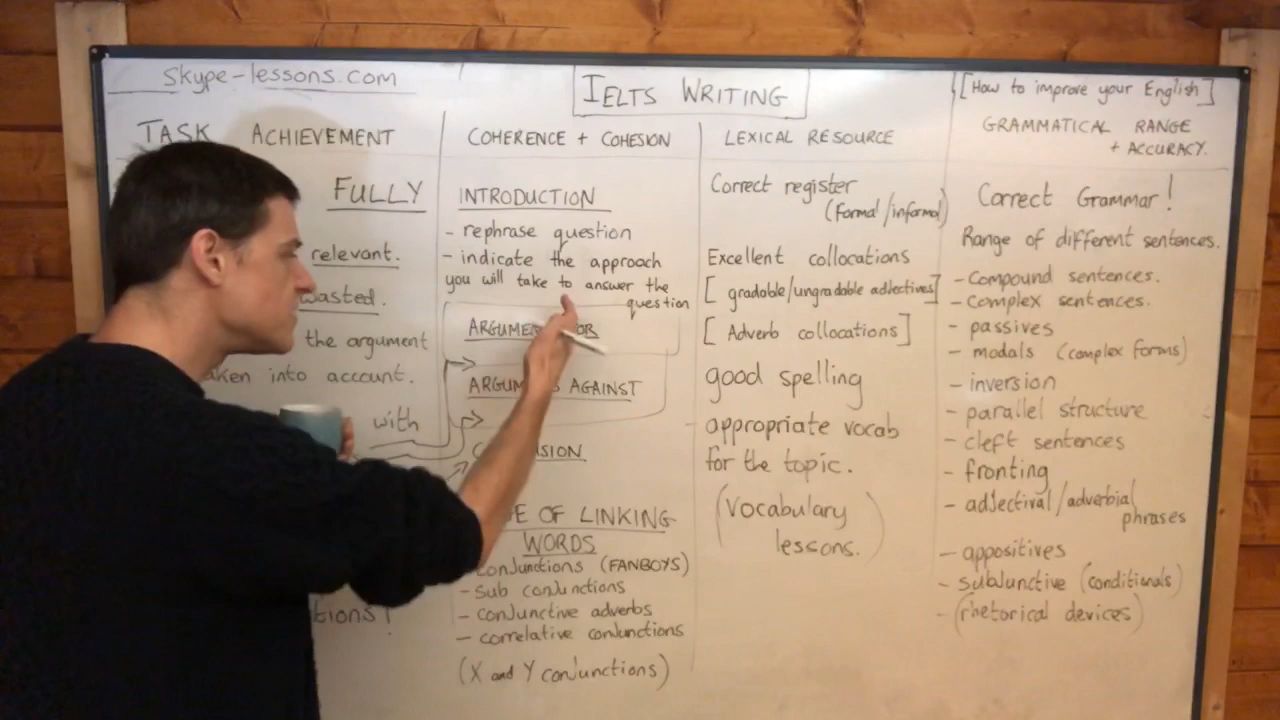 skype-lessons.com
IELTS WRITING
[How to improve your English]
TASK ACHIEVEMENT
FULLY
relevant.
wasted.
the argument
taken into account.
with
COHERENCE + COHESION
INTRODUCTION
- rephrase question
- indicate the approach
you will take to answer the
question
FOR
AGAINST
OF LINKING
WORDS
- conjunctions (FANBOYS)
- sub conjunctions
- conjunctive adverbs
- correlative conjunctions
(X and Y conjunctions)
LEXICAL RESOURCE
Correct register
(formal/informal)
Excellent collocations
[gradable/ungradable adjectives]
[Adverb collocations]
good spelling
appropriate vocab
for the topic.
(Vocabulary
lessons.)
GRAMMATICAL RANGE
+ ACCURACY.
Correct Grammar!
Range of different sentences.
- Compound sentences.
- Complex sentences.
- passives
- modals (complex forms)
- inversion
- parallel structure
- cleft sentences
- fronting
- adjectival/adverbial
phrases
- appositives
- subjunctive (conditionals)
- (rhetorical devices)